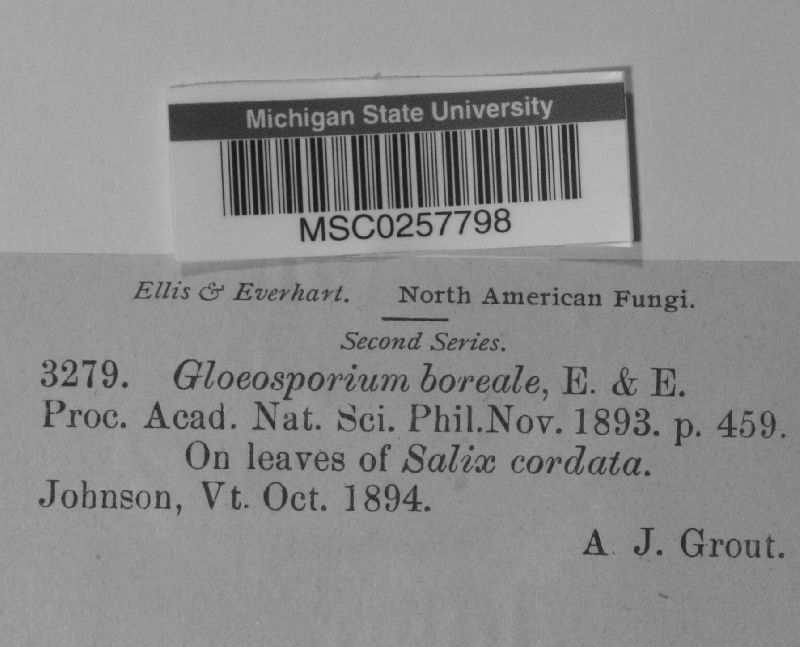 Michigan State University
MSC0257798
Ellis & Everhart. North American Fungi.
Second Series.
3279. Gloeosporium boreale, E. & E.
Proc. Acad. Nat. Sci. Phil.Nov. 1893. p. 459.
On leaves of Salix cordata.
Johnson, Vt. Oct. 1894.
A. J. Grout.